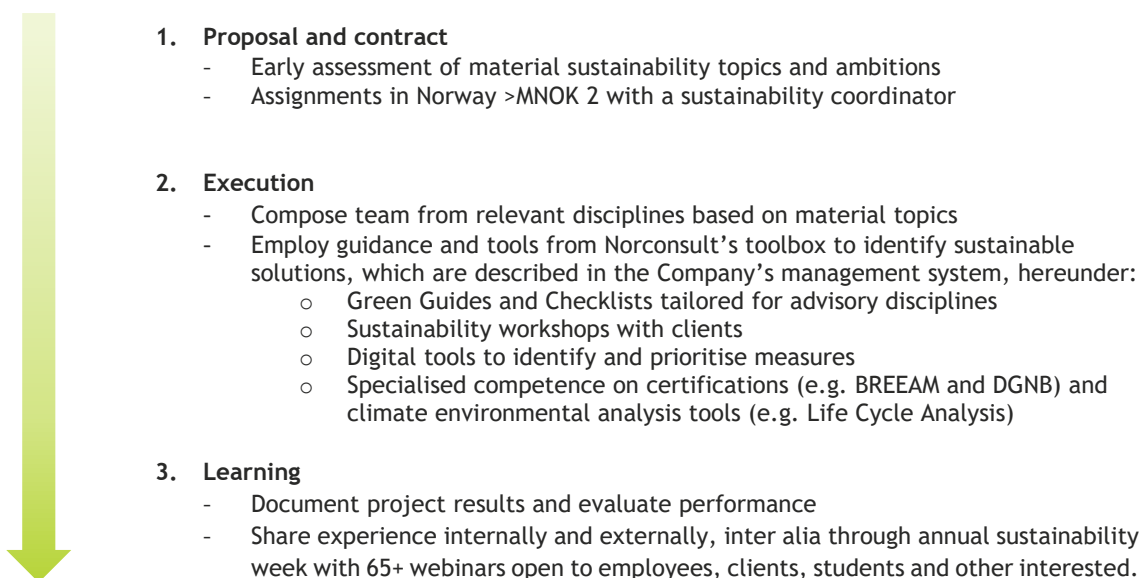 1. Proposal and contract
- Early assessment of material sustainability topics and ambitions
- Assignments in Norway >MNOK 2 with a sustainability coordinator
2. Execution
- Compose team from relevant disciplines based on material topics
- Employ guidance and tools from Norconsult’s toolbox to identify sustainable
solutions, which are described in the Company’s management system, hereunder:
o Green Guides and Checklists tailored for advisory disciplines
o Sustainability workshops with clients
o Digital tools to identify and prioritise measures
o Specialised competence on certifications (e.g. BREEAM and DGNB) and
climate environmental analysis tools (e.g. Life Cycle Analysis)
3. Learning
- Document project results and evaluate performance
- Share experience internally and externally, inter alia through annual sustainability
week with 65+ webinars open to employees, clients, students and other interested.